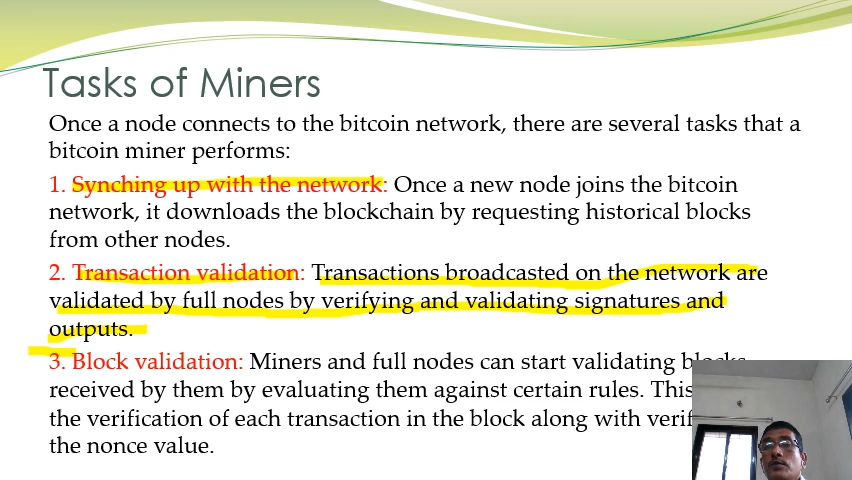 Tasks of Miners
Once a node connects to the bitcoin network, there are several tasks that a
bitcoin miner performs:
1. Synching up with the network: Once a new node joins the bitcoin
network, it downloads the blockchain by requesting historical blocks
from other nodes.
2. Transaction validation: Transactions broadcasted on the network are
validated by full nodes by verifying and validating signatures and
outputs.
3. Block validation: Miners and full nodes can start validating blocks
received by them by evaluating them against certain rules. This
the verification of each transaction in the block along with
the nonce value.